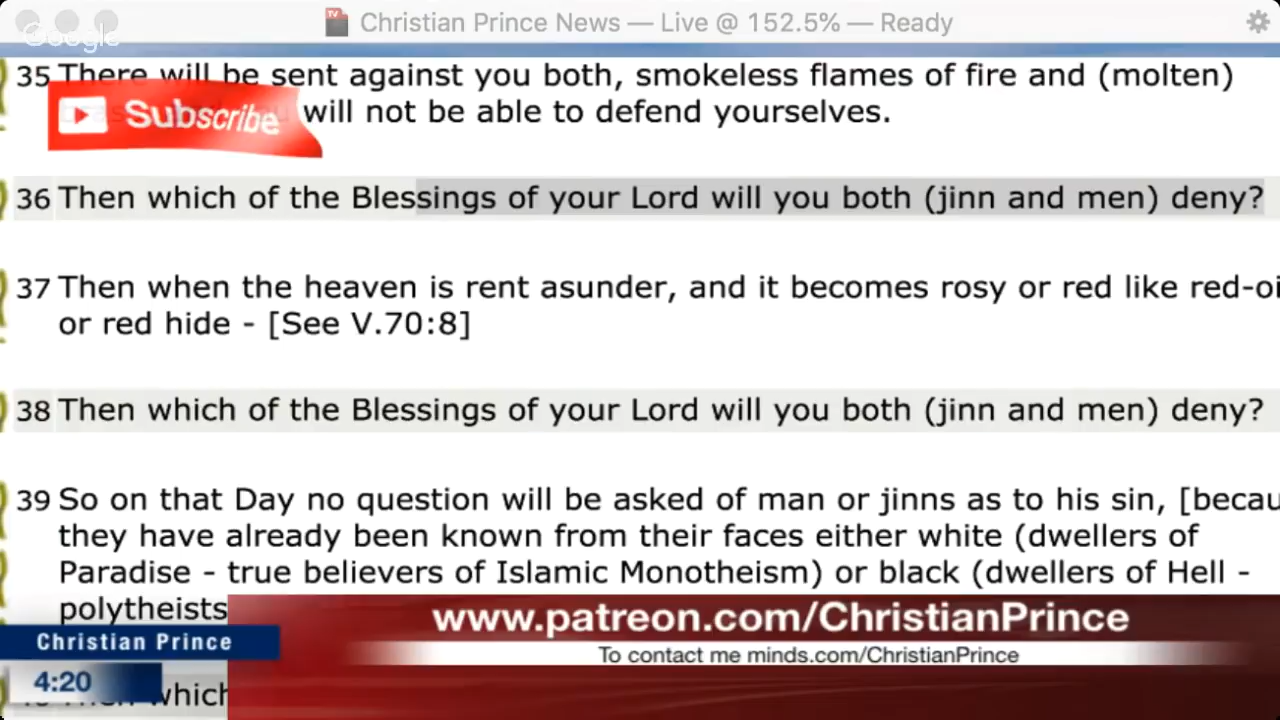 Christian Prince News — Live @ 152.5% — Ready
Google
35 There will be sent against you both, smokeless flames of fire and (molten)
Subscribe will not be able to defend yourselves.
36 Then which of the Blessings of your Lord will you both (jinn and men) deny?
37 Then when the heaven is rent asunder, and it becomes rosy or red like red-oi
or red hide - [See V.70:8]
38 Then which of the Blessings of your Lord will you both (jinn and men) deny?
39 So on that Day no question will be asked of man or jinns as to his sin, [becau
they have already been known from their faces either white (dwellers of
Paradise - true believers of Islamic Monotheism) or black (dwellers of Hell -
polytheists
www.patreon.com/ChristianPrince
Christian Prince
To contact me minds.com/ChristianPrince
4:20
which